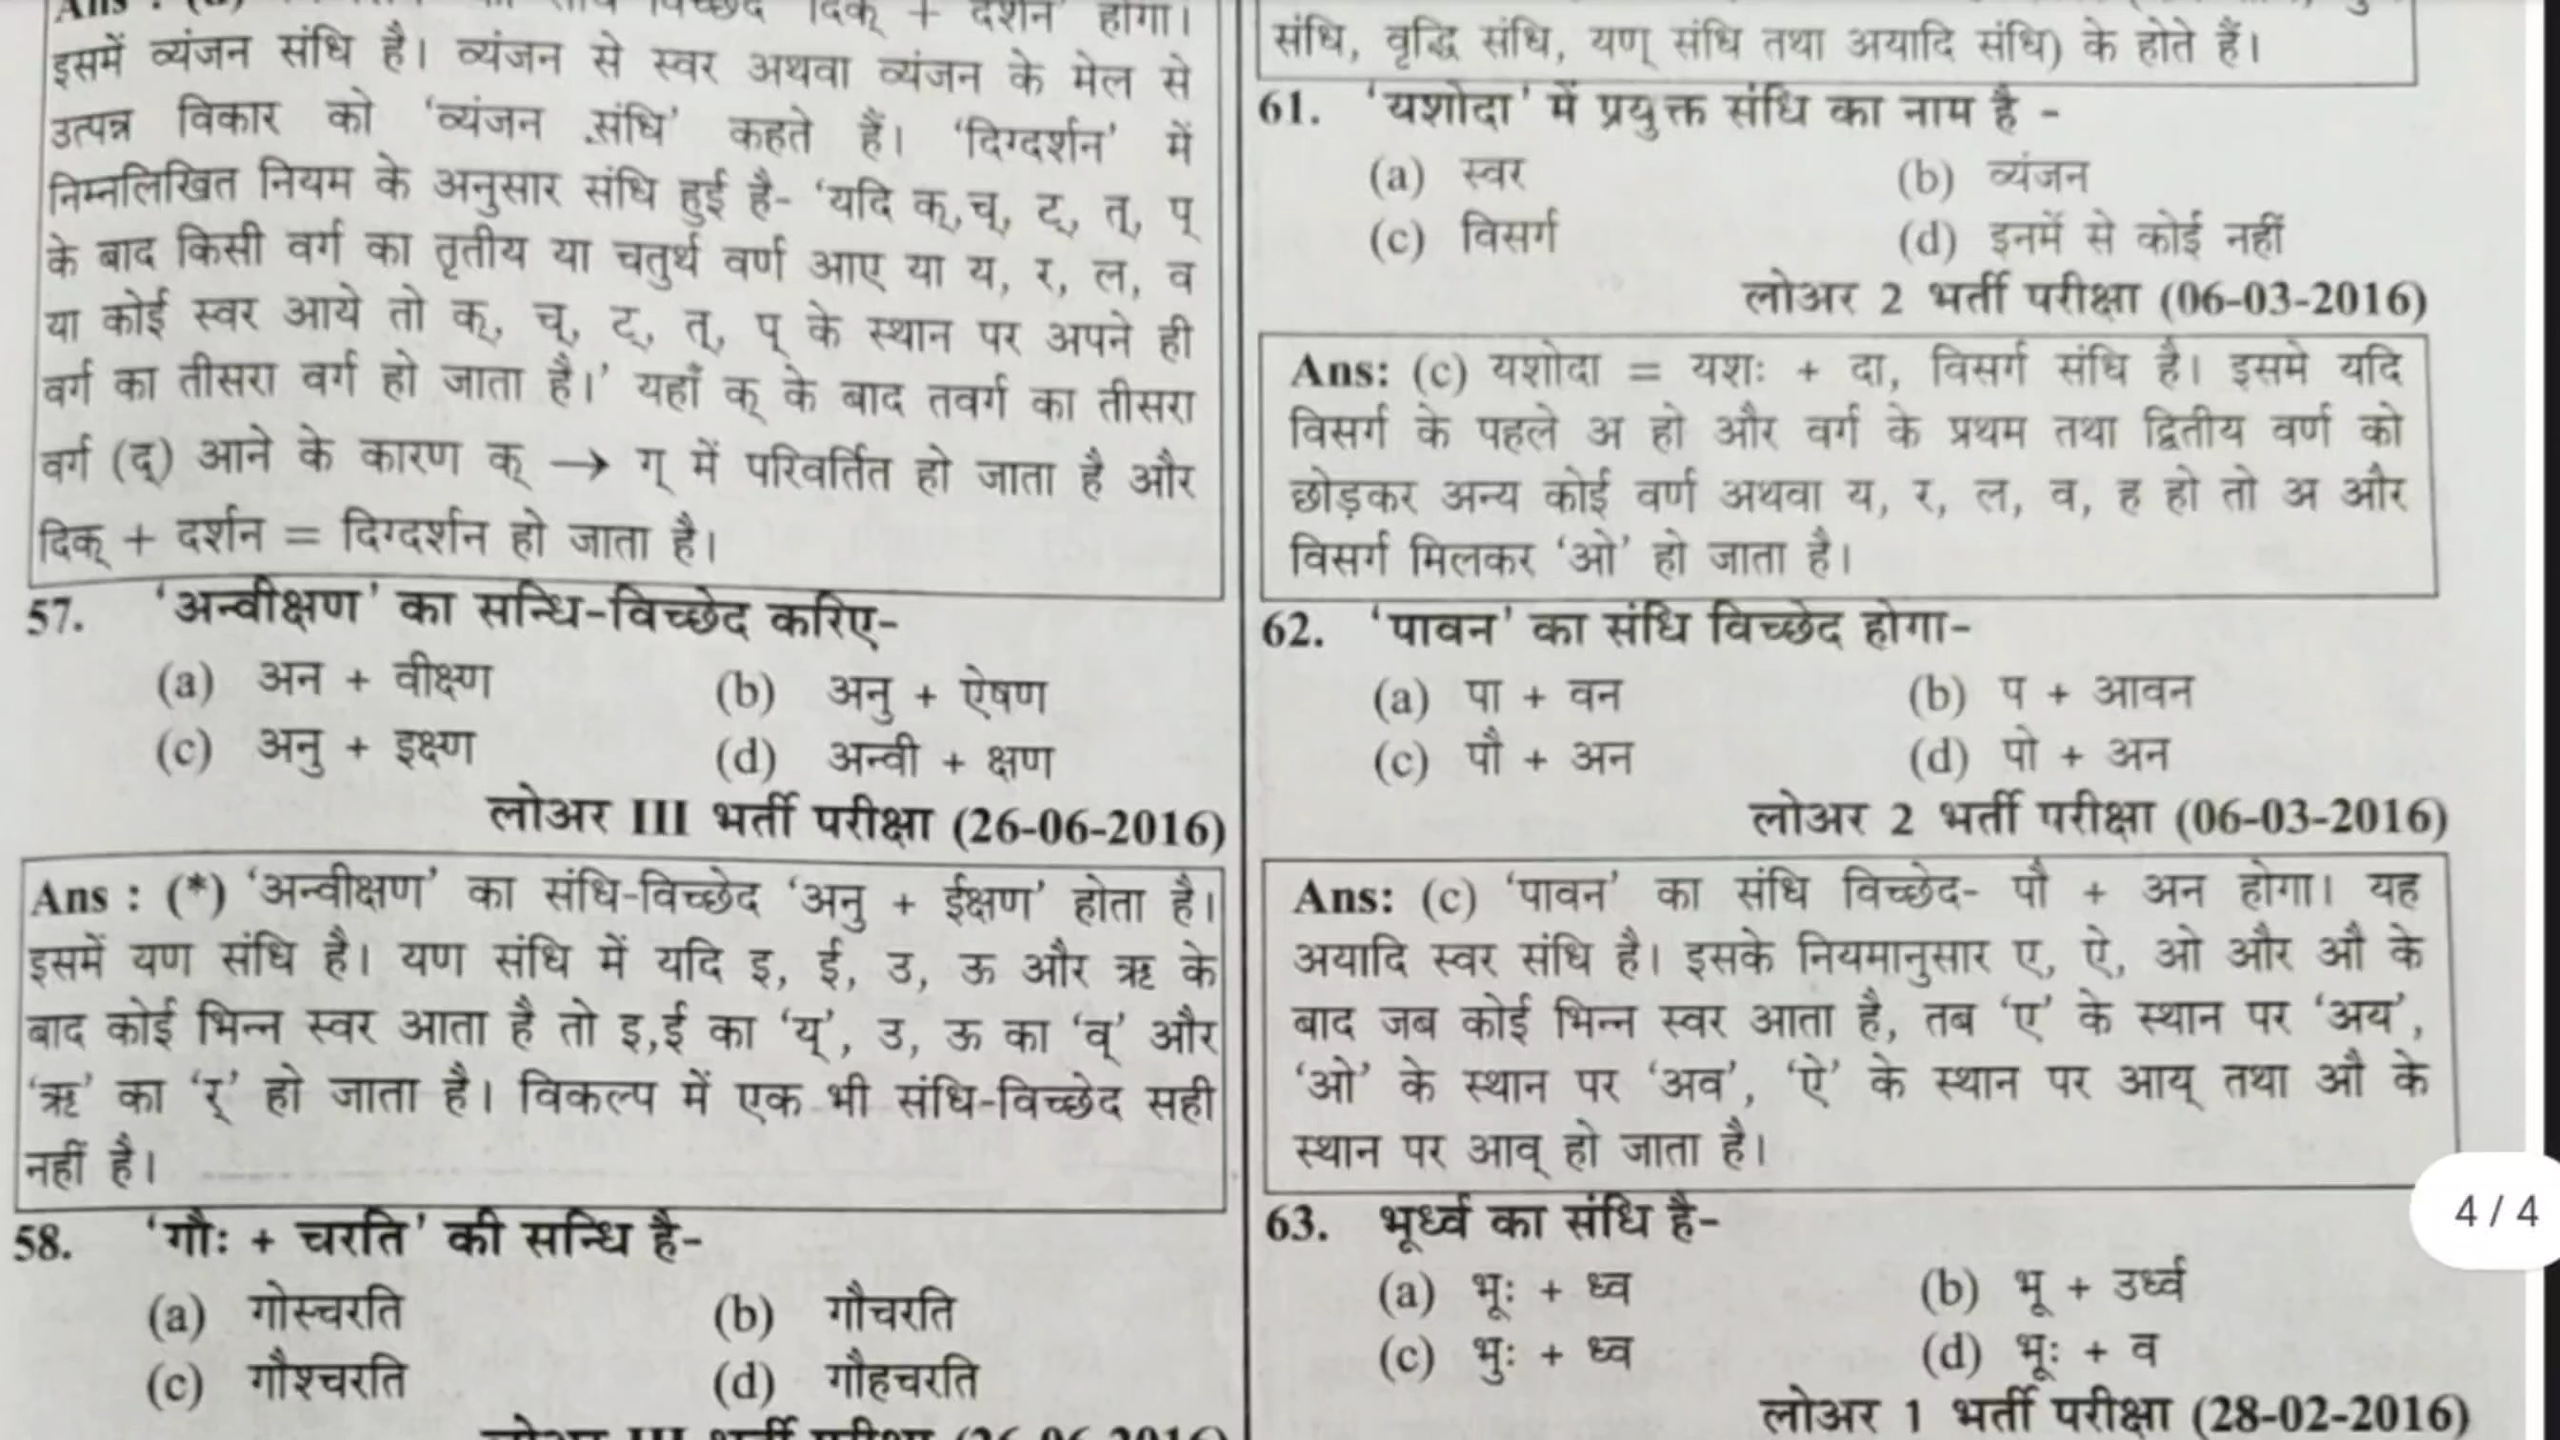 दिक् + दर्शन होगा।
इसमें व्यंजन संधि है। व्यंजन से स्वर अथवा व्यंजन के मेल से
उत्पन्न विकार को ‘व्यंजन संधि’ कहते हैं। ‘दिग्दर्शन’ में
निम्नलिखित नियम के अनुसार संधि हुई है- ‘यदि क्,च्, ट्, त्, प्
के बाद किसी वर्ग का तृतीय या चतुर्थ वर्ण आए या य, र, ल, व
या कोई स्वर आये तो क्, च्, ट्, त्, प् के स्थान पर अपने ही
वर्ग का तीसरा वर्ग हो जाता है।’ यहाँ क् के बाद तवर्ग का तीसरा
वर्ग (द्) आने के कारण क् → ग् में परिवर्तित हो जाता है और
दिक् + दर्शन = दिग्दर्शन हो जाता है।
57. ‘अन्वीक्षण’ का सन्धि-विच्छेद करिए-
(a) अन + वीक्ष्ण (b) अनु + ऐषण
(c) अनु + इक्ष्ण (d) अन्वी + क्षण
लोअर III भर्ती परीक्षा (26-06-2016)
Ans : (*) ‘अन्वीक्षण’ का संधि-विच्छेद ‘अनु + ईक्षण’ होता है।
इसमें यण संधि है। यण संधि में यदि इ, ई, उ, ऊ और ऋ के
बाद कोई भिन्न स्वर आता है तो इ,ई का ‘य्’, उ, ऊ का ‘व्’ और
‘ऋ’ का ‘र्’ हो जाता है। विकल्प में एक भी संधि-विच्छेद सही
नहीं है।
58. ‘गौः + चरति’ की सन्धि है-
(a) गोस्चरति (b) गौचरति
(c) गौश्चरति (d) गौहचरति
लोअर III भर्ती परीक्षा (26-06-2016)
संधि, वृद्धि संधि, यण् संधि तथा अयादि संधि) के होते हैं।
61. ‘यशोदा’ में प्रयुक्त संधि का नाम है -
(a) स्वर (b) व्यंजन
(c) विसर्ग (d) इनमें से कोई नहीं
लोअर 2 भर्ती परीक्षा (06-03-2016)
Ans: (c) यशोदा = यशः + दा, विसर्ग संधि है। इसमे यदि
विसर्ग के पहले अ हो और वर्ग के प्रथम तथा द्वितीय वर्ण को
छोड़कर अन्य कोई वर्ण अथवा य, र, ल, व, ह हो तो अ और
विसर्ग मिलकर ‘ओ’ हो जाता है।
62. ‘पावन’ का संधि विच्छेद होगा-
(a) पा + वन (b) प + आवन
(c) पौ + अन (d) पो + अन
लोअर 2 भर्ती परीक्षा (06-03-2016)
Ans: (c) ‘पावन’ का संधि विच्छेद- पौ + अन होगा। यह
अयादि स्वर संधि है। इसके नियमानुसार ए, ऐ, ओ और औ के
बाद जब कोई भिन्न स्वर आता है, तब ‘ए’ के स्थान पर ‘अय’,
‘ओ’ के स्थान पर ‘अव’, ‘ऐ’ के स्थान पर आय् तथा औ के
स्थान पर आव् हो जाता है।
63. भूर्ध्व का संधि है-
(a) भूः + ध्व (b) भू + उर्ध्व
(c) भुः + ध्व (d) भूः + व
लोअर 1 भर्ती परीक्षा (28-02-2016)
4 / 4